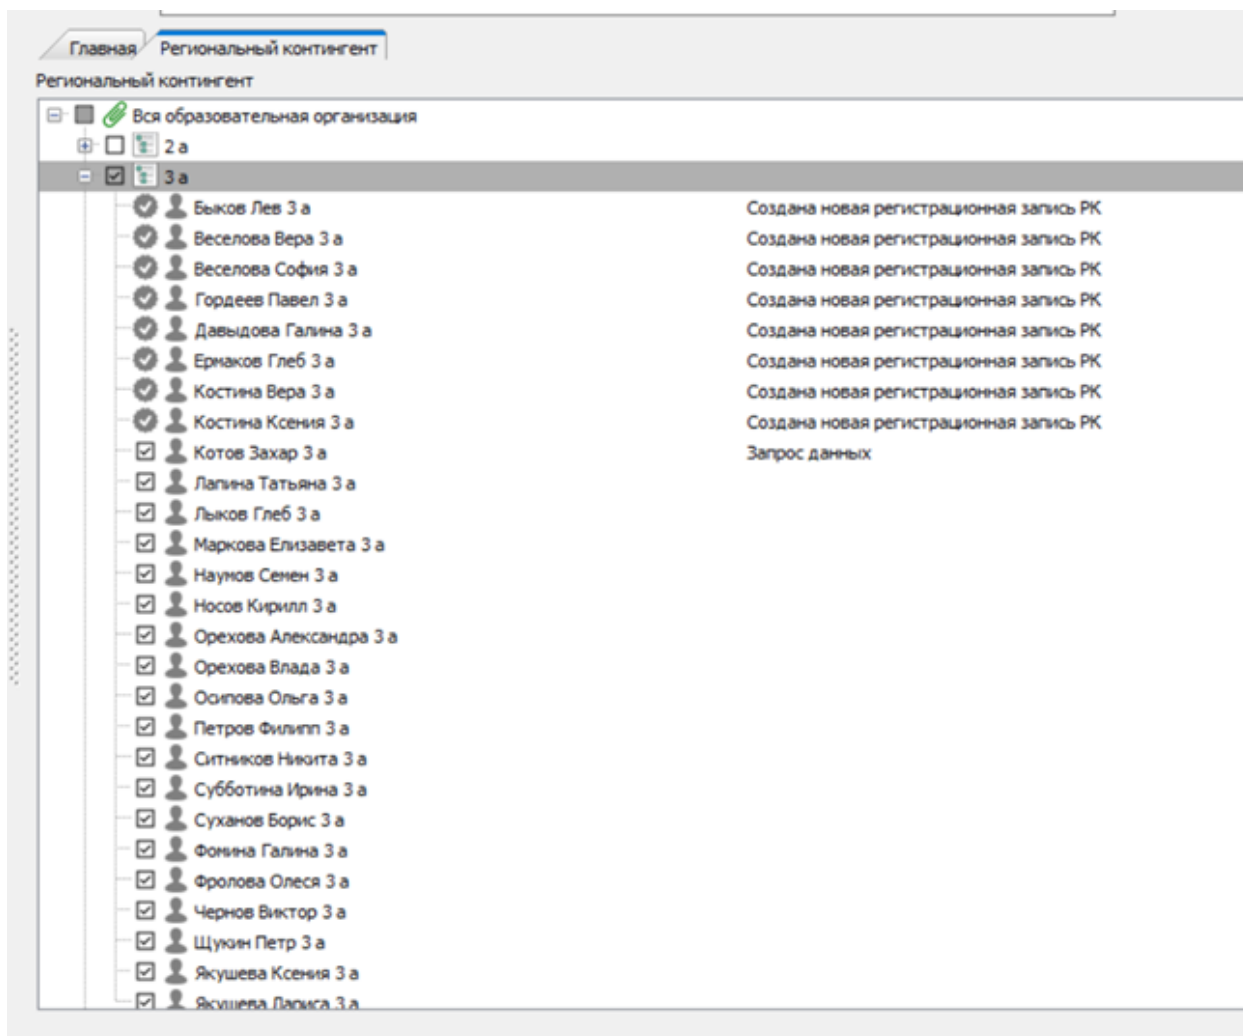 Главная Региональный контингент
Региональный контингент
Вся образовательная организация
2 а
3 а
Быков Лев 3 а Создана новая регистрационная запись РК
Веселова Вера 3 а Создана новая регистрационная запись РК
Веселова София 3 а Создана новая регистрационная запись РК
Гордеев Павел 3 а Создана новая регистрационная запись РК
Давыдова Галина 3 а Создана новая регистрационная запись РК
Ермаков Глеб 3 а Создана новая регистрационная запись РК
Костина Вера 3 а Создана новая регистрационная запись РК
Костина Ксения 3 а Создана новая регистрационная запись РК
Котов Захар 3 а Запрос данных
Лапина Татьяна 3 а
Лыков Глеб 3 а
Маркова Елизавета 3 а
Наумов Семен 3 а
Носов Кирилл 3 а
Орехова Александра 3 а
Орехова Влада 3 а
Осипова Ольга 3 а
Петров Филипп 3 а
Ситников Никита 3 а
Субботина Ирина 3 а
Суханов Борис 3 а
Фомина Галина 3 а
Фролова Олеся 3 а
Чернов Виктор 3 а
Щукин Петр 3 а
Якушева Ксения 3 а
Якушева Лариса 3 а